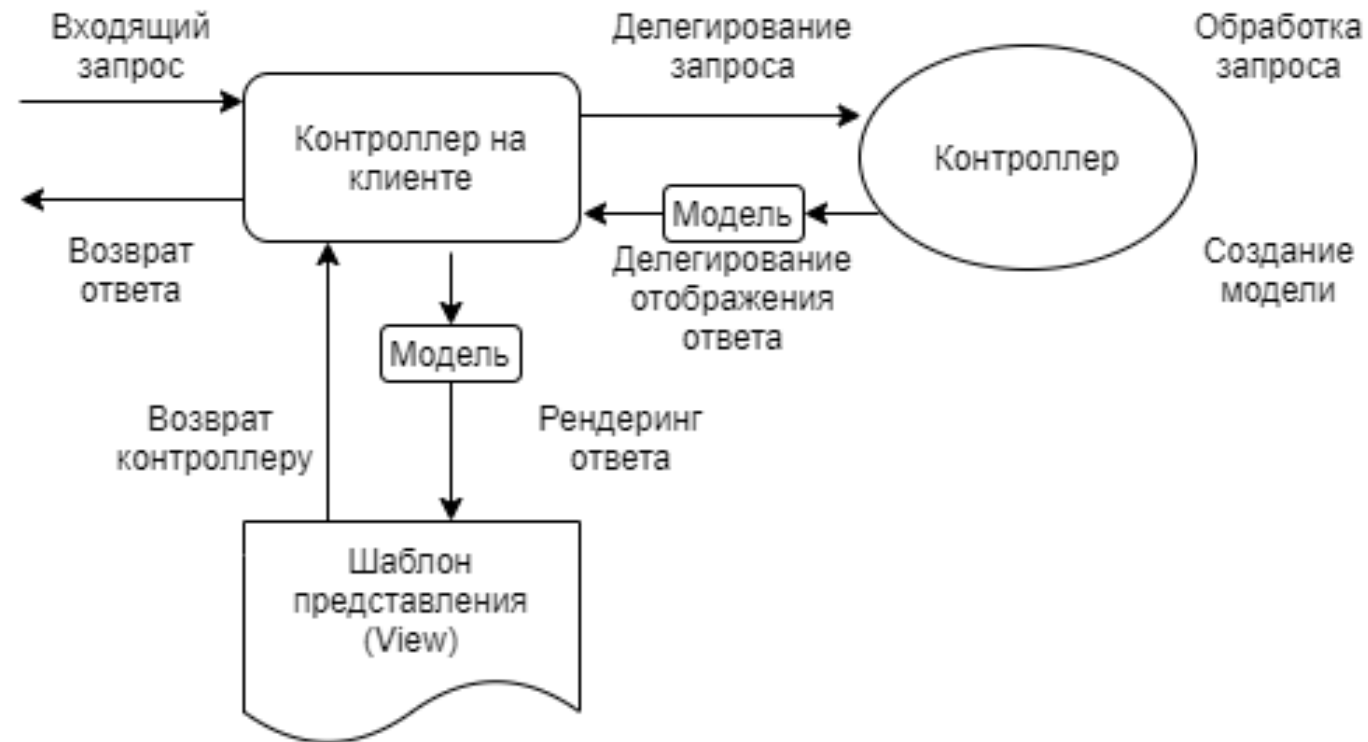 Входящий
запрос
Делегирование
запроса
Обработка
запроса
Контроллер на
клиенте
Контроллер
Модель
Возврат
ответа
Делегирование
отображения
ответа
Создание
модели
Модель
Возврат
контроллеру
Рендеринг
ответа
Шаблон
представления
(View)